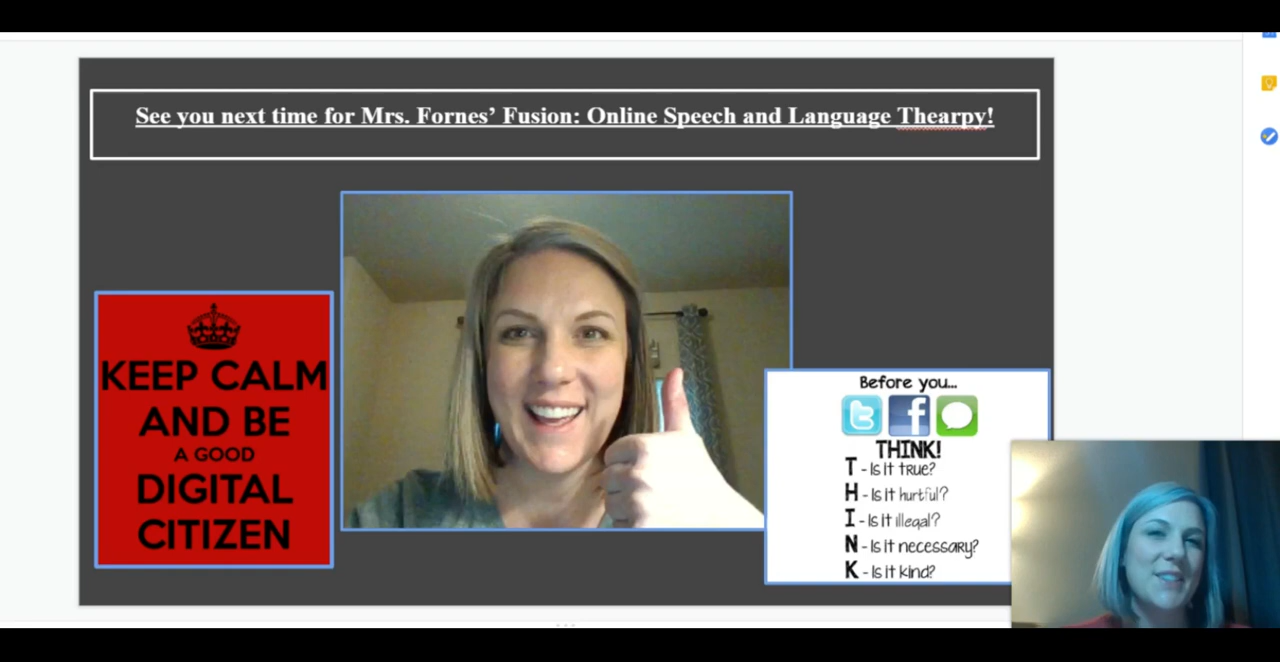 See you next time for Mrs. Fornes' Fusion: Online Speech and Language Thearpy!
KEEP CALM
AND BE
A GOOD
DIGITAL
CITIZEN
Before you...
THINK!
T - Is it true?
H - Is it hurtful?
I - Is it illegal?
N - Is it necessary?
K - Is it kind?